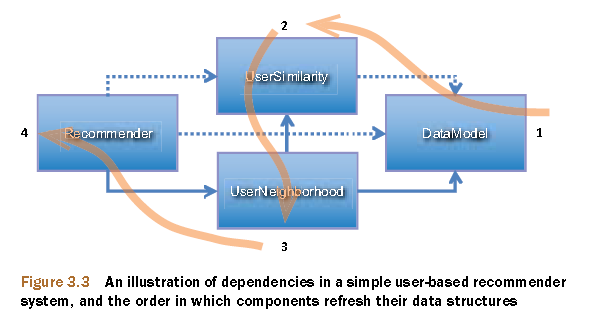 2
UserSimilarity
4
Recommender
DataModel
1
UserNeighborhood
3
Figure 3.3 An illustration of dependencies in a simple user-based recommender
system, and the order in which components refresh their data structures